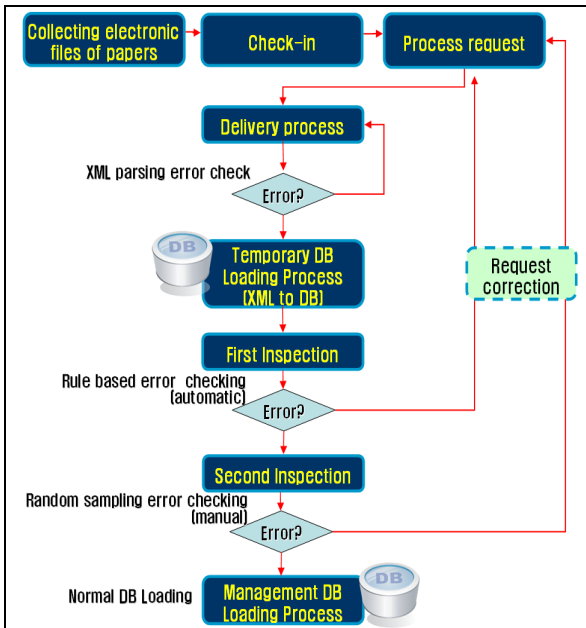 Collecting electronic
files of papers
Check-in
Process request
Delivery process
XML parsing error check
Error?
DB
Temporary DB
Loading Process
(XML to DB)
Request
correction
First Inspection
Rule based error checking
(automatic)
Error?
Second Inspection
Random sampling error checking
(manual)
Error?
Normal DB Loading
Management DB
Loading Process
DB